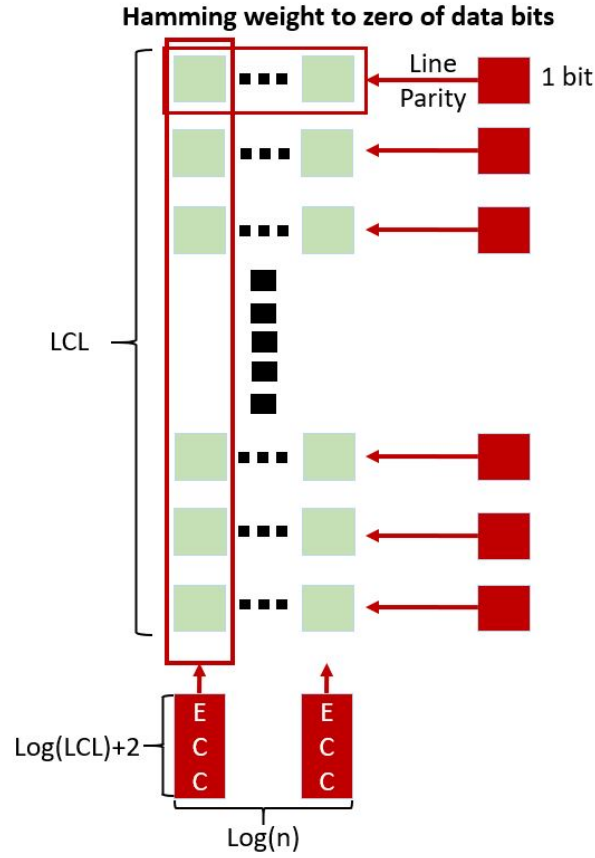 Hamming weight to zero of data bits
Line
Parity
1 bit
LCL
E
C
C
E
C
C
Log(LCL)+2
Log(n)